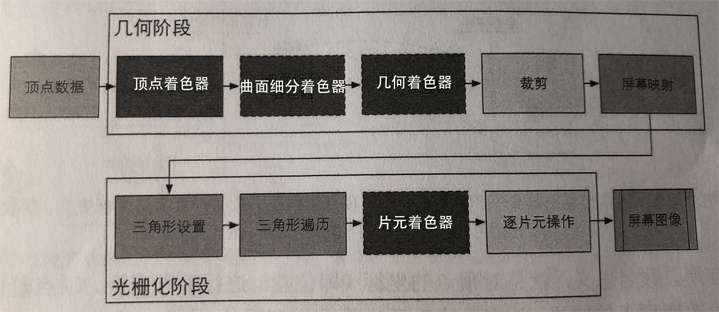 几何阶段
顶点数据
顶点着色器
曲面细分着色器
几何着色器
裁剪
屏幕映射
三角形设置
三角形遍历
片元着色器
逐片元操作
屏幕图像
光栅化阶段